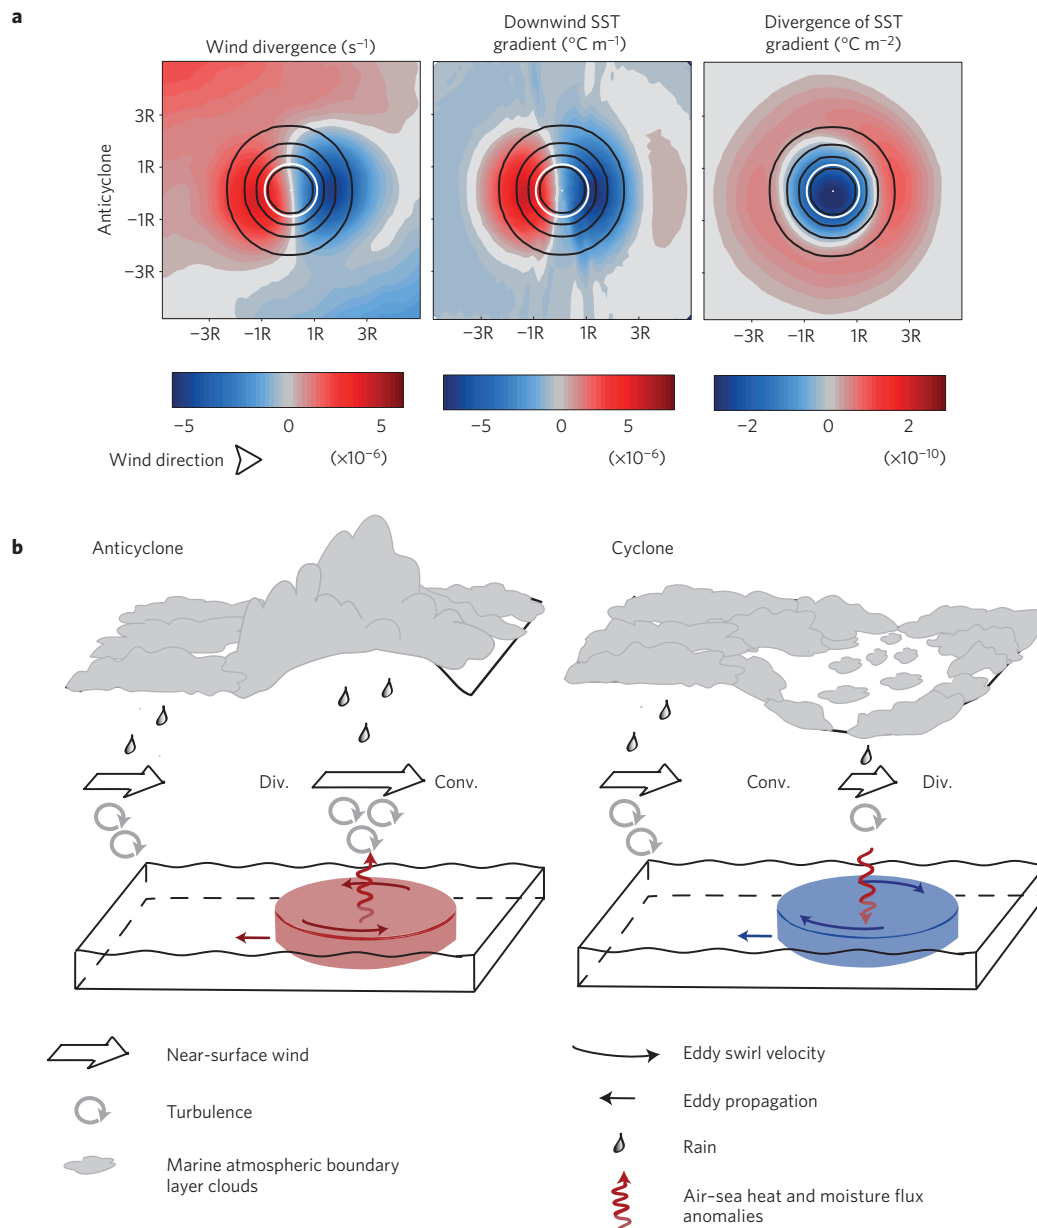 a
Wind divergence (s⁻¹)
Downwind SST
gradient (°C m⁻¹)
Divergence of SST
gradient (°C m⁻²)
Anticyclone
3R
1R
−1R
−3R
−3R −1R 1R 3R
−3R −1R 1R 3R
−3R −1R 1R 3R
−5 0 5
−5 0 5
−2 0 2
Wind direction
(×10⁻⁶)
(×10⁻⁶)
(×10⁻¹⁰)
b
Anticyclone
Cyclone
Div. Conv.
Conv. Div.
Near-surface wind
Turbulence
Marine atmospheric boundary
layer clouds
Eddy swirl velocity
Eddy propagation
Rain
Air–sea heat and moisture flux
anomalies